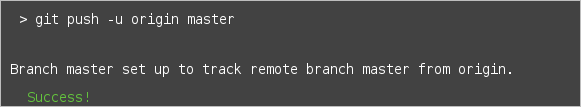 > git push -u origin master
Branch master set up to track remote branch master from origin.
Success!